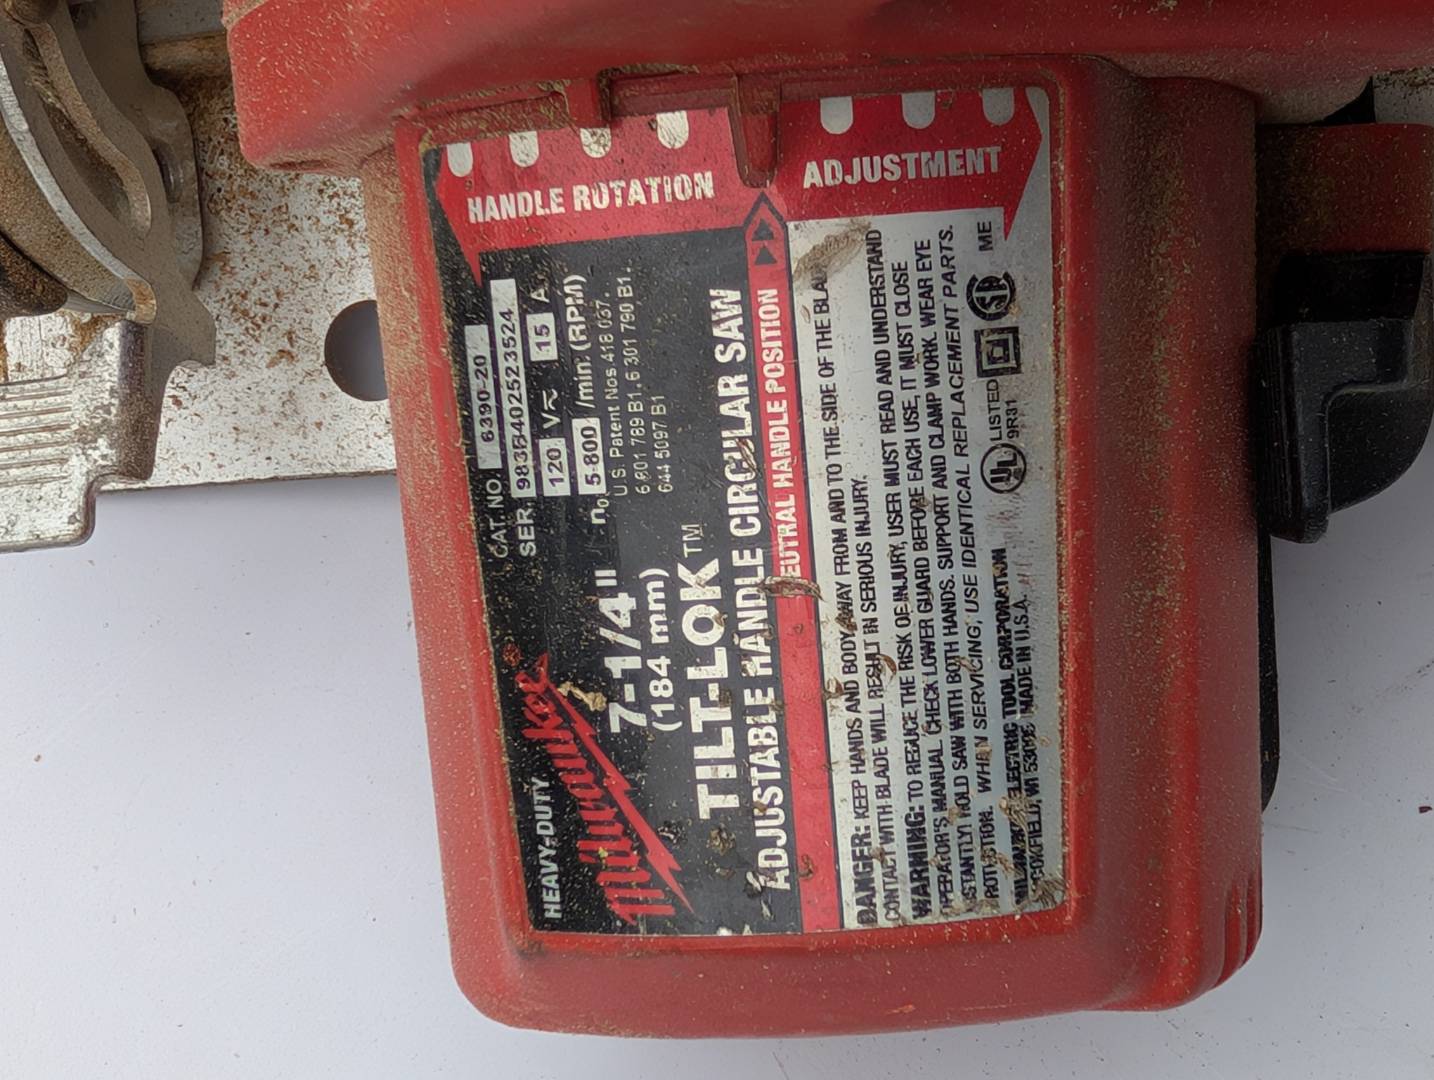 HANDLE ROTATION
ADJUSTMENT
HEAVY-DUTY
Milwaukee®
CAT. NO. 6390-20
SER. 983B402523524
120 V 15 A
n₀ 5 800 /min. (RPM)
U.S. Patent Nos. 418 037.
6 601 789 B1. 6 301 790 B1.
644 5097 B1
7-1/4"
(184 mm)
TILT-LOK™
ADJUSTABLE HANDLE CIRCULAR SAW
HANDLE POSITION
DANGER: KEEP HANDS AND BODY AWAY FROM AND TO THE SIDE OF THE
CONTACT WITH BLADE WILL RESULT IN SERIOUS INJURY.
WARNING: TO REDUCE THE RISK OF INJURY, USER MUST READ AND UNDERSTAND
OPERATOR'S MANUAL. CHECK LOWER GUARD BEFORE EACH USE, IT MUST CLOSE
HOLD SAW WITH BOTH HANDS. SUPPORT AND CLAMP WORK. WEAR EYE
WHEN SERVICING, USE IDENTICAL REPLACEMENT PARTS.
ELECTRIC TOOL CORPORATION
WI MADE IN U.S.A.
UL LISTED
9R31
ME